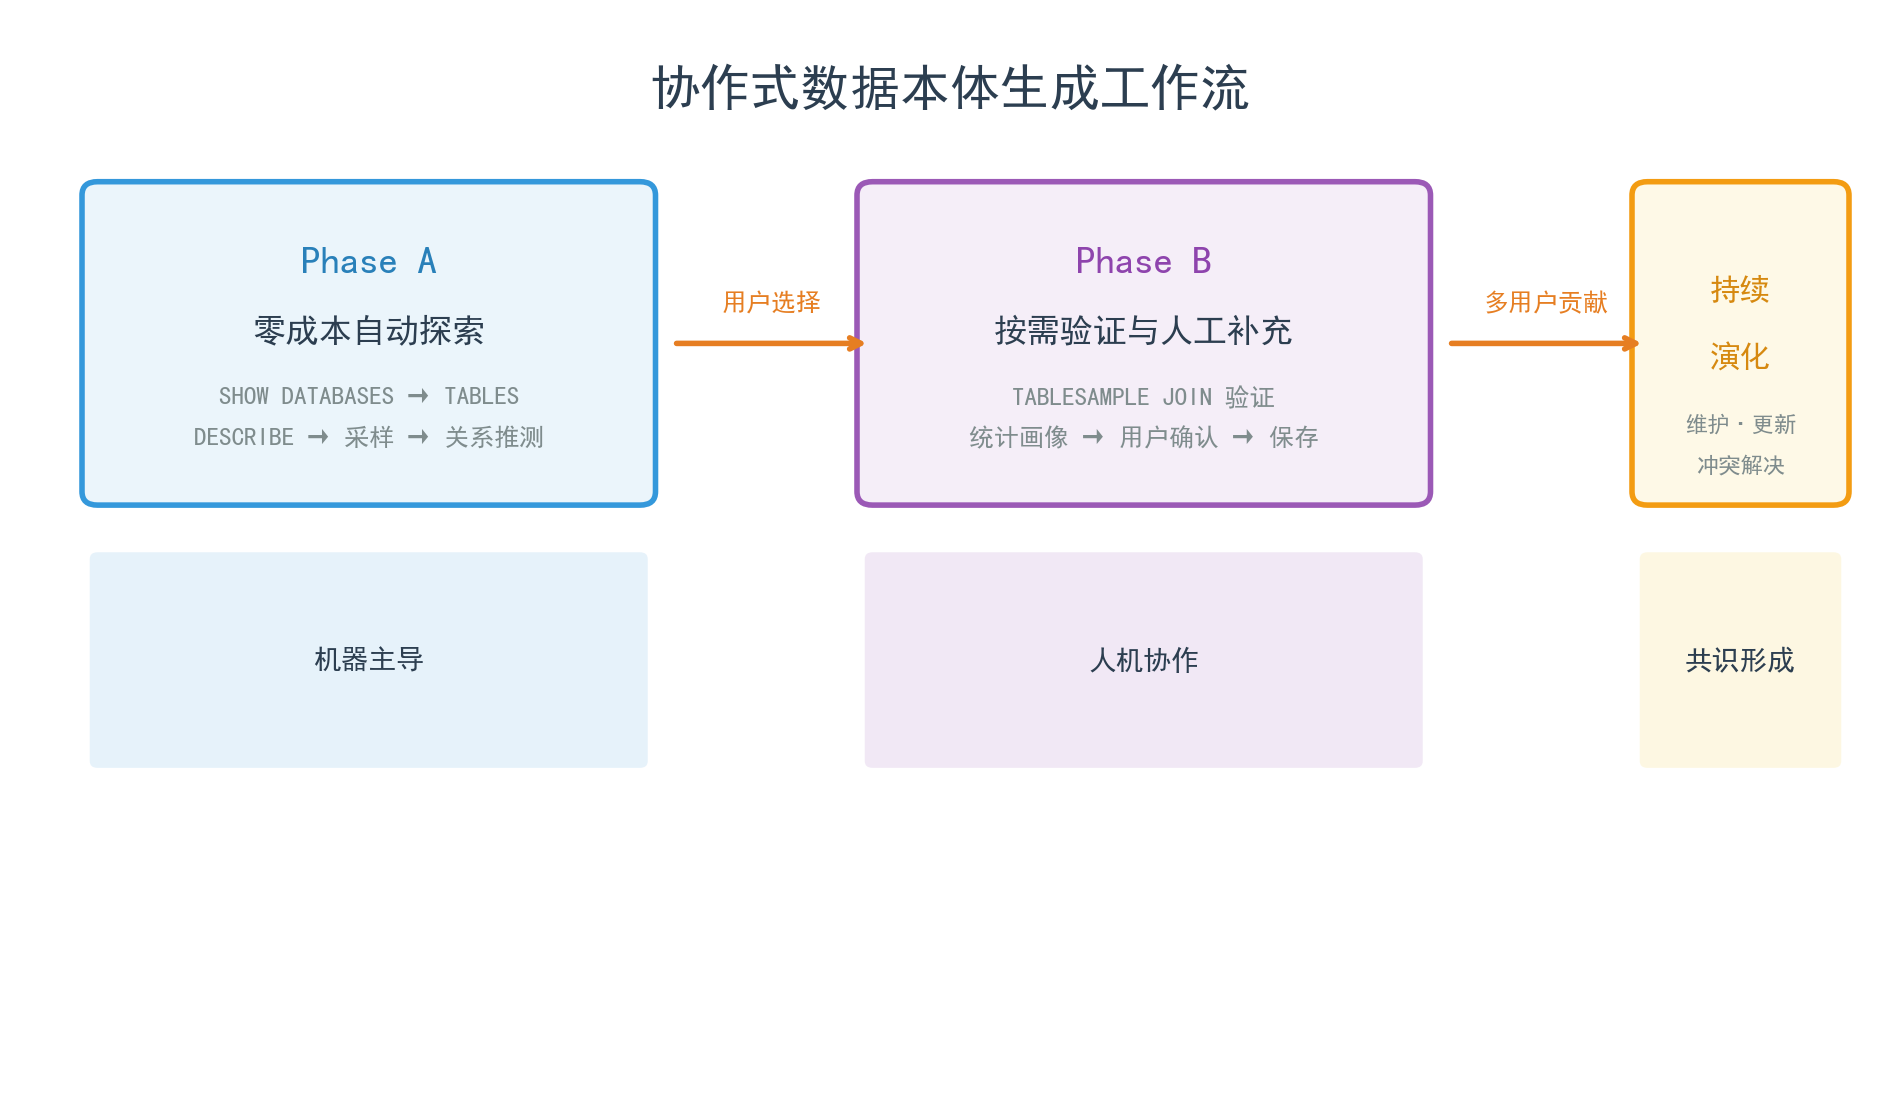 协作式数据本体生成工作流
Phase A
零成本自动探索
SHOW DATABASES → TABLES
DESCRIBE → 采样 → 关系推测
用户选择
Phase B
按需验证与人工补充
TABLESAMPLE JOIN 验证
统计画像 → 用户确认 → 保存
多用户贡献
持续
演化
维护·更新
冲突解决
机器主导
人机协作
共识形成